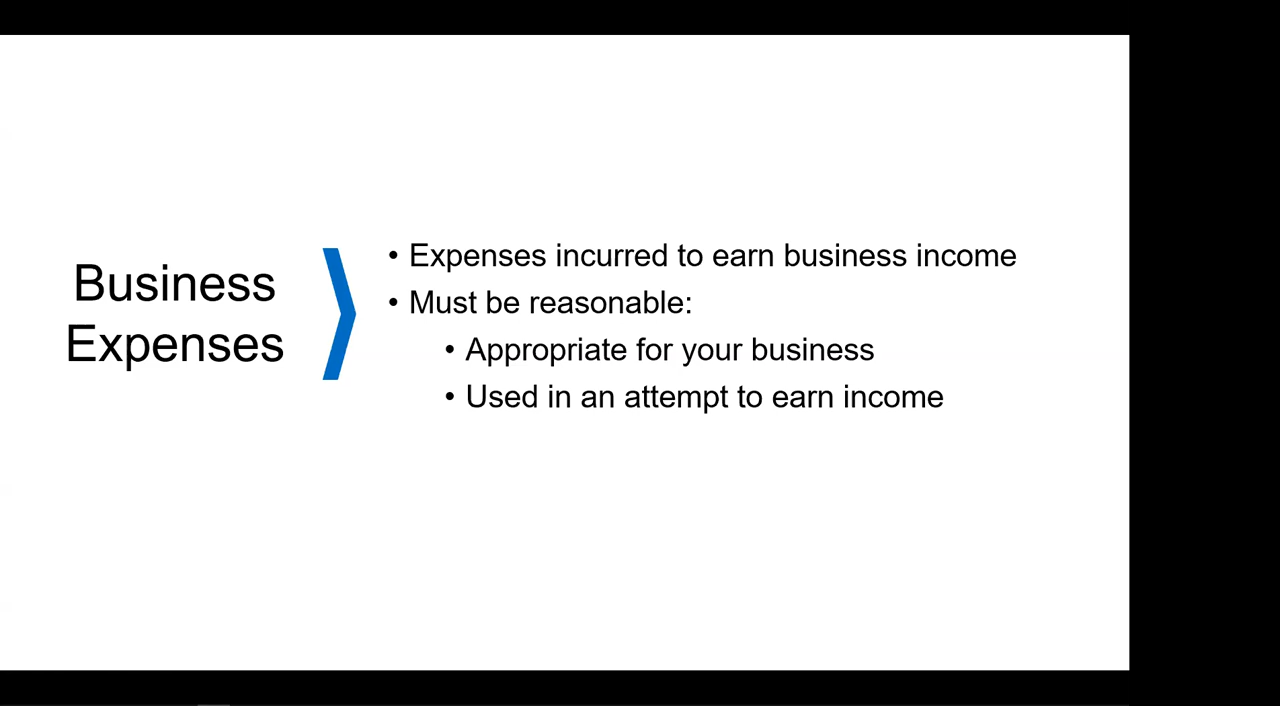 Business
Expenses
• Expenses incurred to earn business income
• Must be reasonable:
• Appropriate for your business
• Used in an attempt to earn income